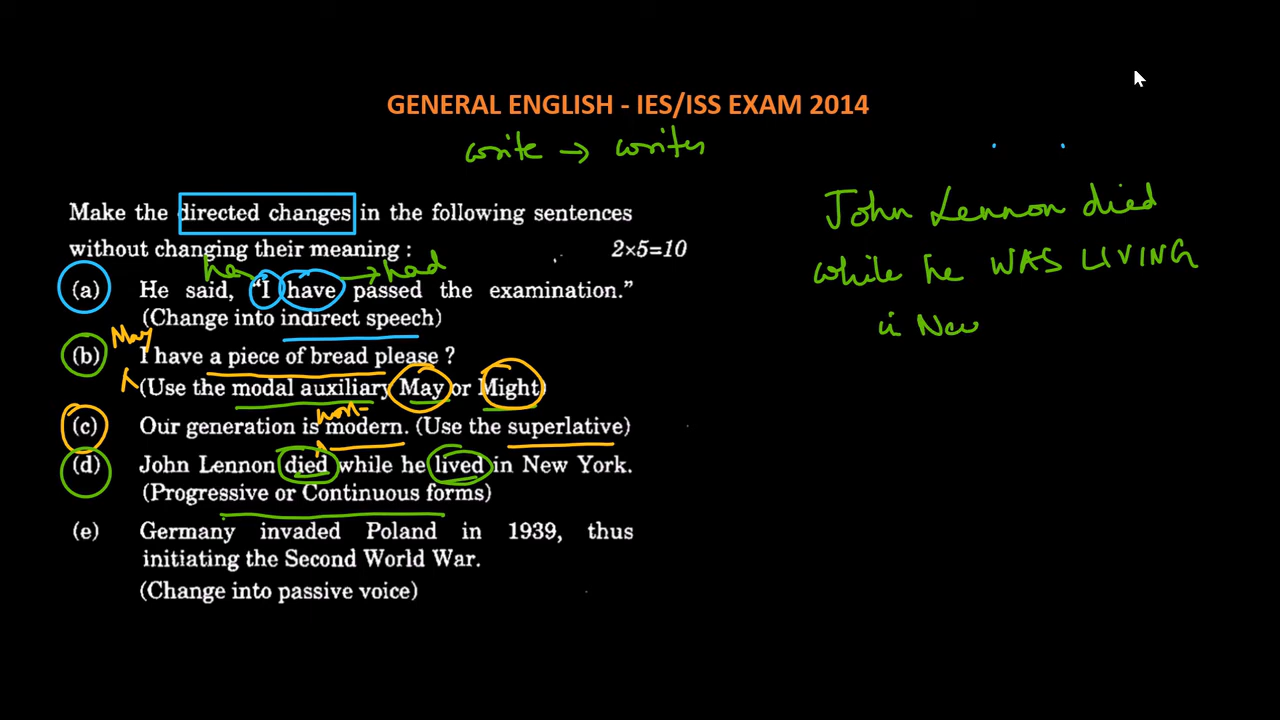 GENERAL ENGLISH - IES/ISS EXAM 2014
write → writes
Make the directed changes in the following sentences
without changing their meaning : 2×5=10
he had
(a) He said, "I have passed the examination."
(Change into indirect speech)
May
(b) I have a piece of bread please ?
(Use the modal auxiliary May or Might)
(c) Our generation is modern. (Use the superlative)
(d) John Lennon died while he lived in New York.
(Progressive or Continuous forms)
(e) Germany invaded Poland in 1939, thus
initiating the Second World War.
(Change into passive voice)
John Lennon died
while he WAS LIVING
in New